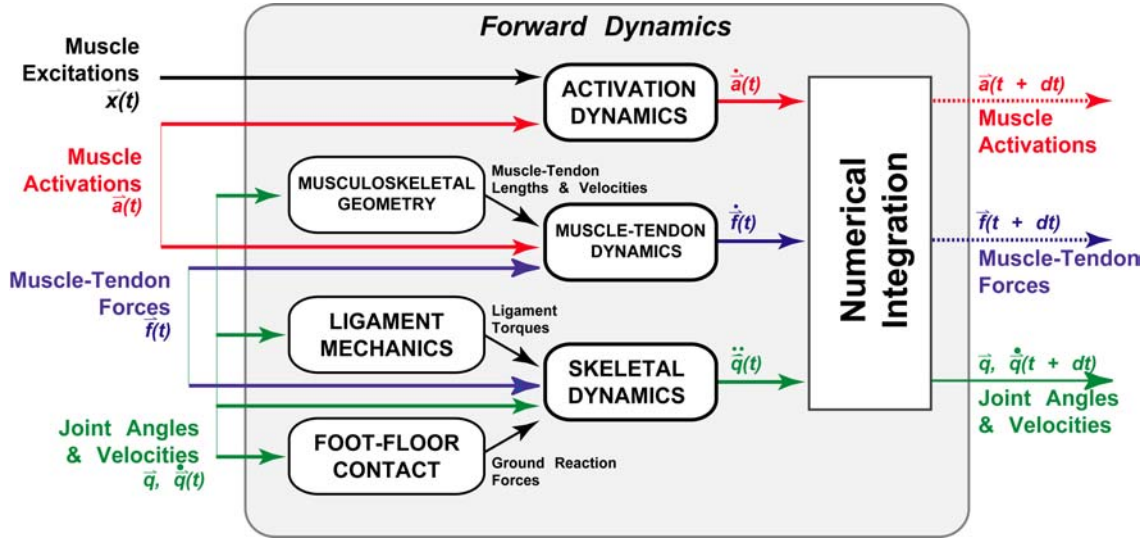 Forward Dynamics
Muscle
Excitations
x⃗(t)
Muscle
Activations
a⃗(t)
Muscle-Tendon
Forces
f⃗(t)
Joint Angles
& Velocities
q⃗, q⃗̇(t)
ACTIVATION
DYNAMICS
MUSCULOSKELETAL
GEOMETRY
Muscle-Tendon
Lengths & Velocities
MUSCLE-TENDON
DYNAMICS
LIGAMENT
MECHANICS
Ligament
Torques
SKELETAL
DYNAMICS
FOOT-FLOOR
CONTACT
Ground Reaction
Forces
a⃗̇(t)
f⃗̇(t)
q⃗̈(t)
Numerical
Integration
a⃗(t + dt)
Muscle
Activations
f⃗(t + dt)
Muscle-Tendon
Forces
q⃗, q⃗̇(t + dt)
Joint Angles
& Velocities